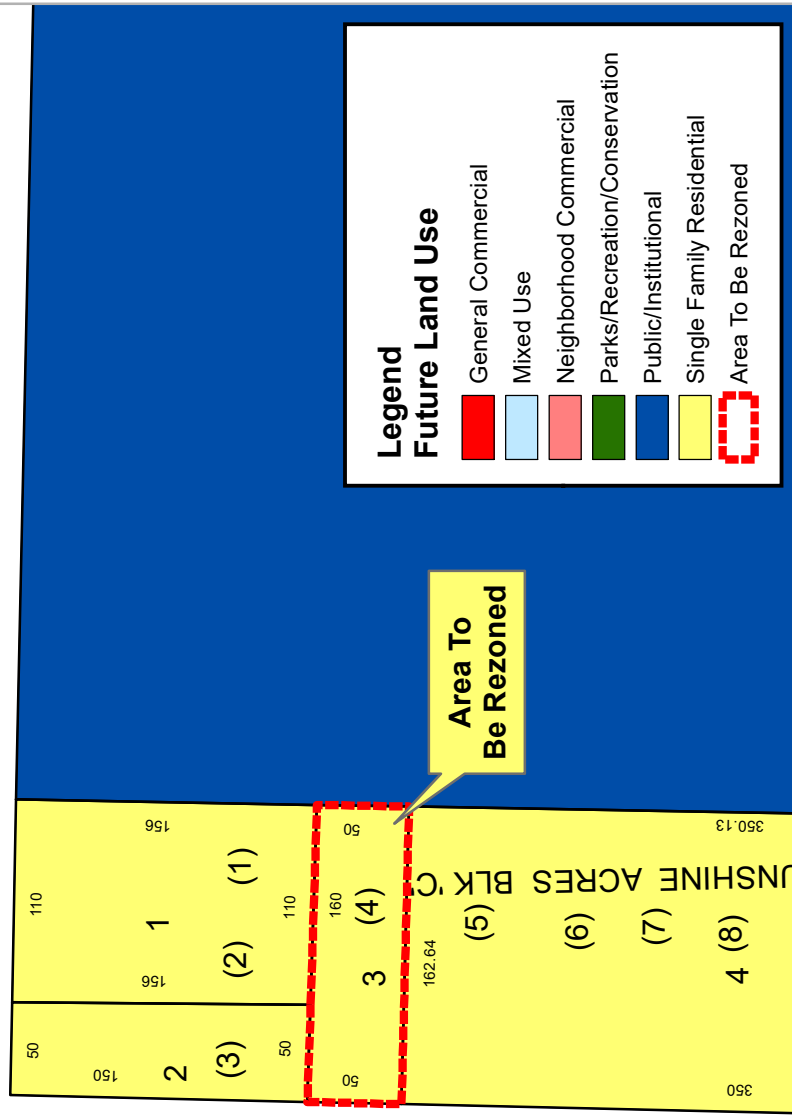 Legend
Future Land Use
General Commercial
Mixed Use
Neighborhood Commercial
Parks/Recreation/Conservation
Public/Institutional
Single Family Residential
Area To Be Rezoned
Area To
Be Rezoned
110
156
1
(1)
(2)
156
110
50
150
2
(3)
50
160
50
3
(4)
50
162.64
UNSHINE ACRES BLK 'C'
350.13
(5)
(6)
(7)
4
(8)
350